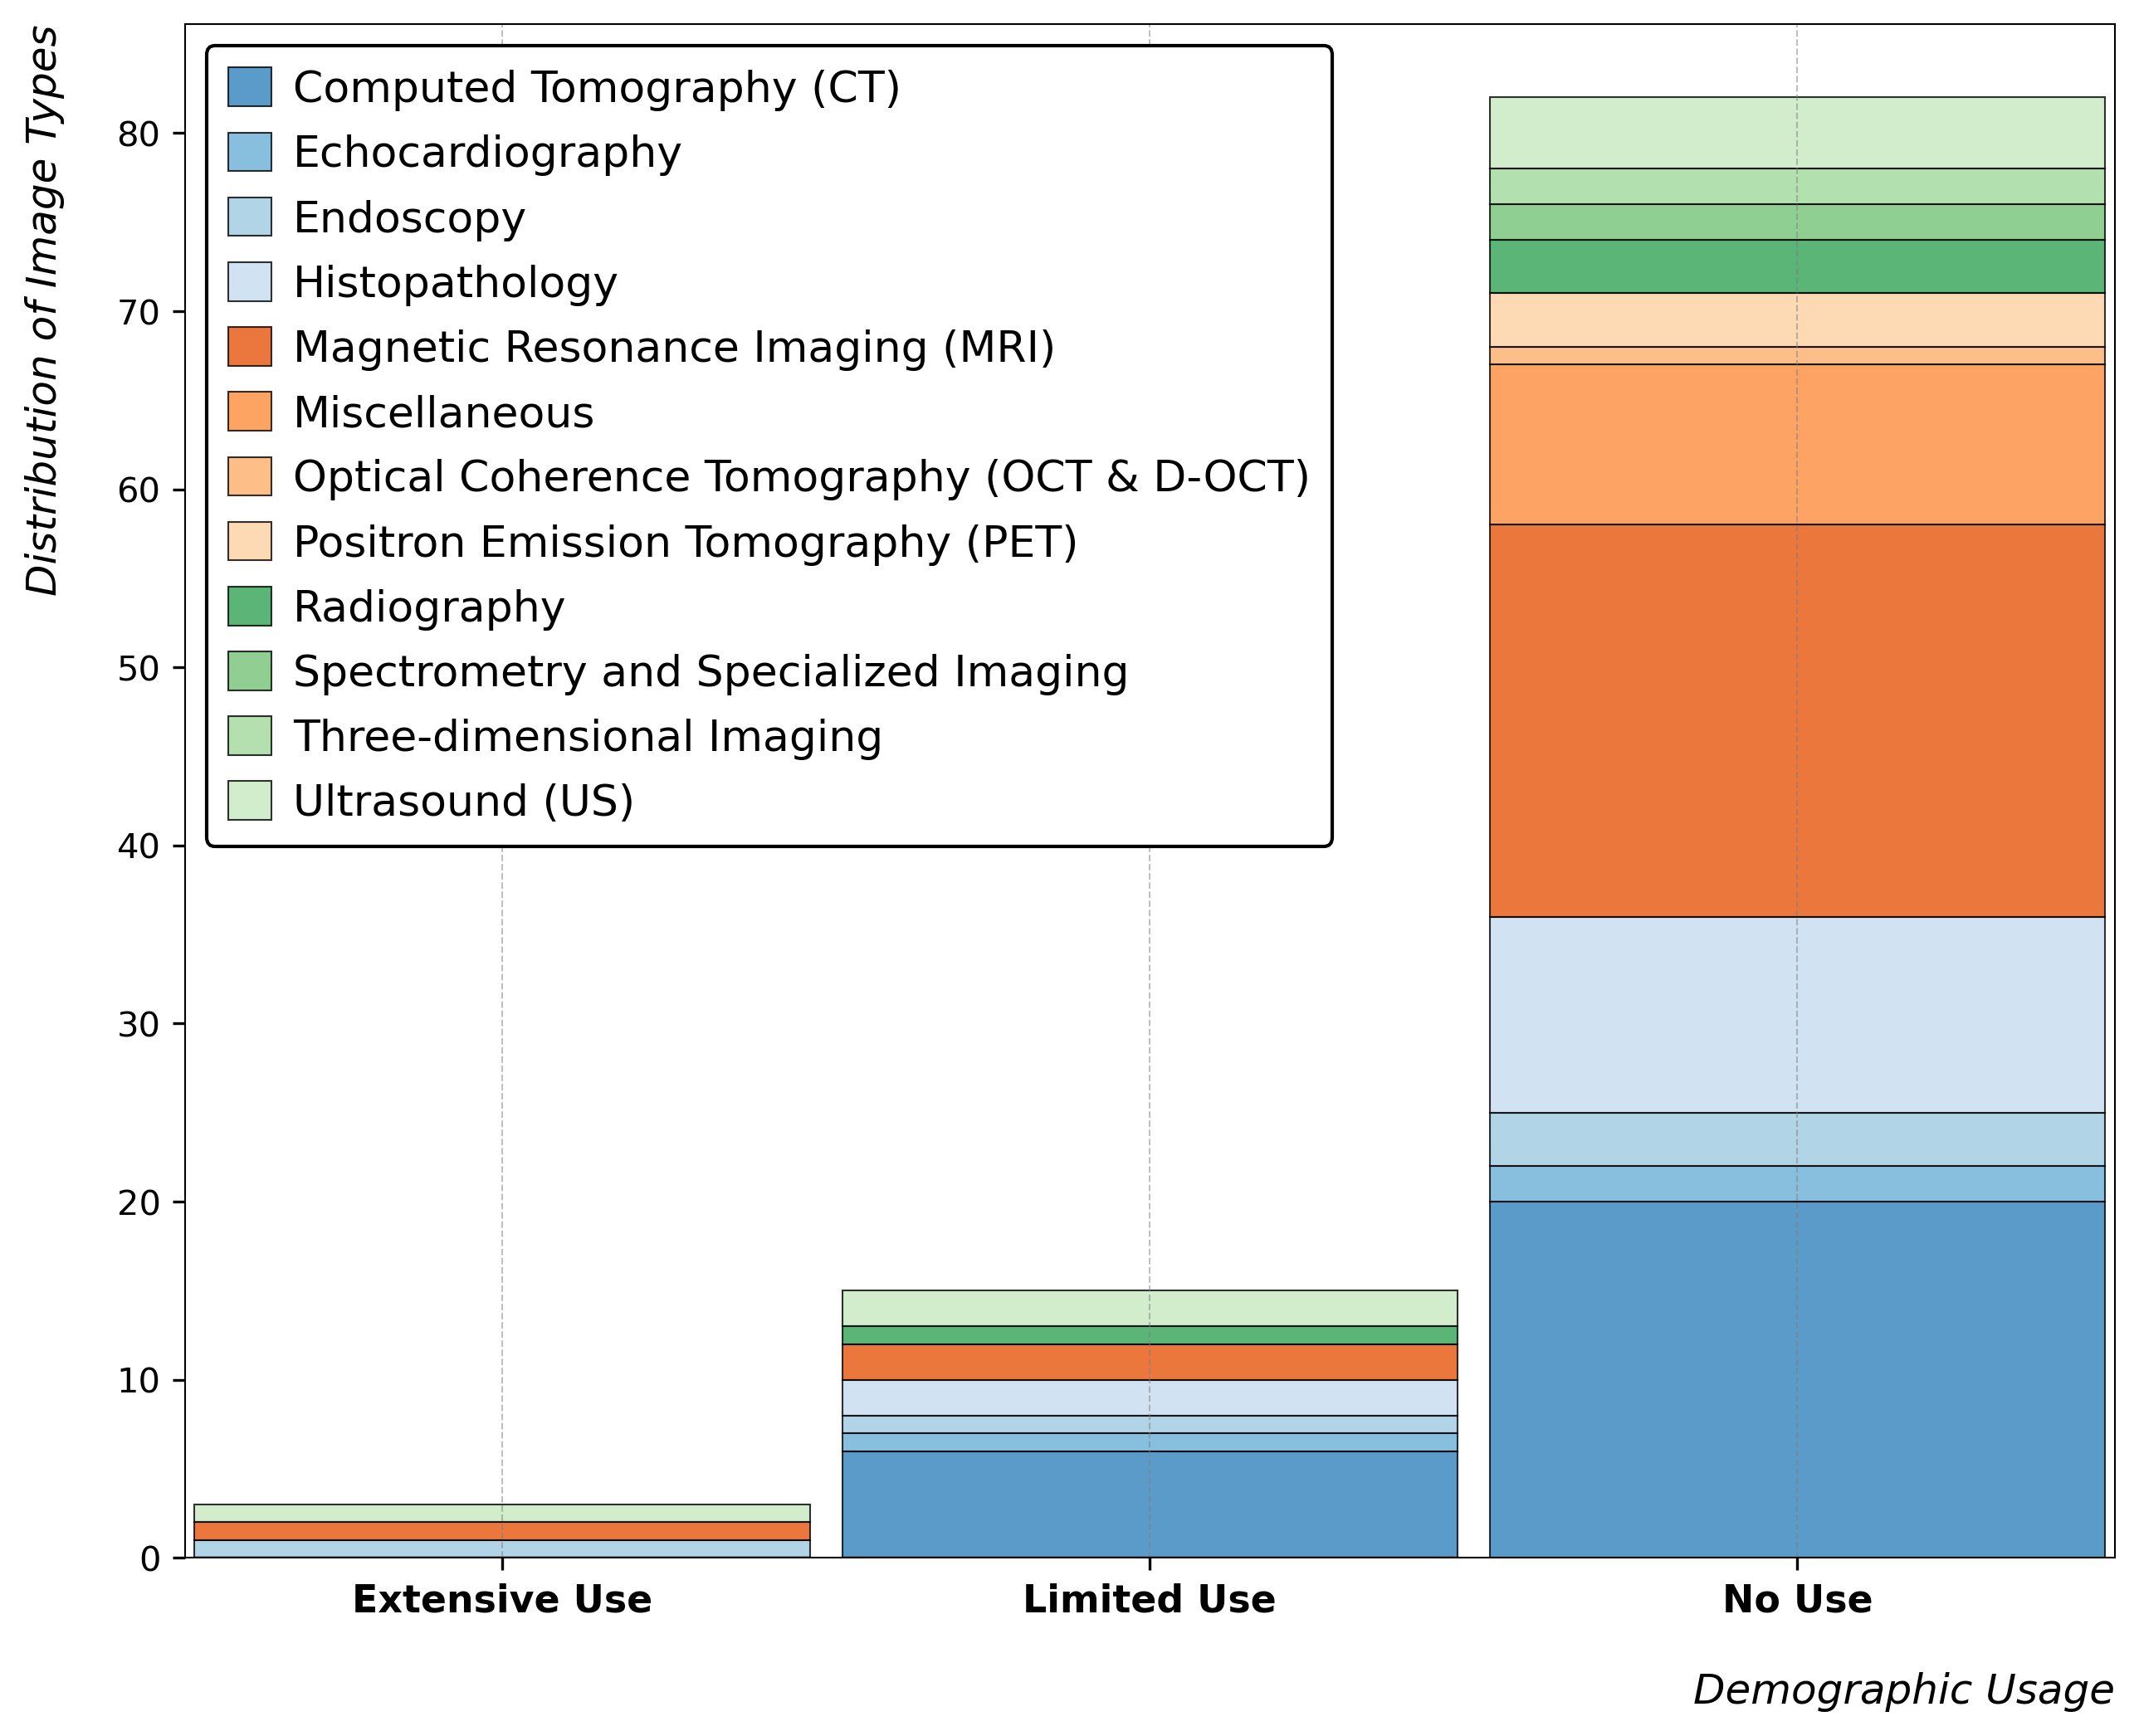 Distribution of Image Types
80
70
60
50
40
30
20
10
0
Computed Tomography (CT)
Echocardiography
Endoscopy
Histopathology
Magnetic Resonance Imaging (MRI)
Miscellaneous
Optical Coherence Tomography (OCT & D-OCT)
Positron Emission Tomography (PET)
Radiography
Spectrometry and Specialized Imaging
Three-dimensional Imaging
Ultrasound (US)
Extensive Use
Limited Use
No Use
Demographic Usage